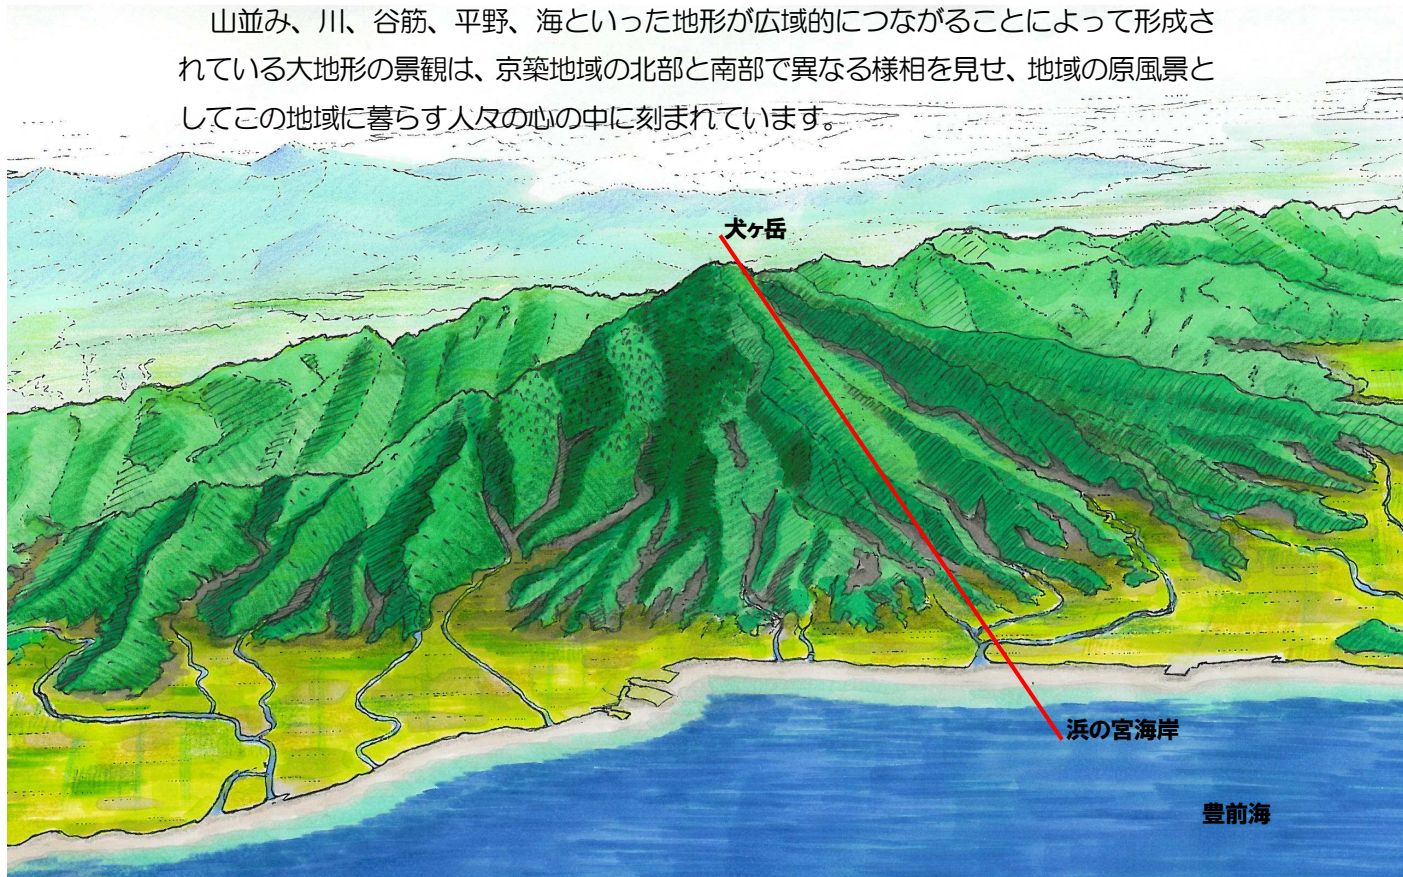 山並み、川、谷筋、平野、海といった地形が広域的につながることによって形成さ
れている大地形の景観は、京築地域の北部と南部で異なる様相を見せ、地域の原風景と
してこの地域に暮らす人々の心の中に刻まれています。
犬ヶ岳
浜の宮海岸
豊前海